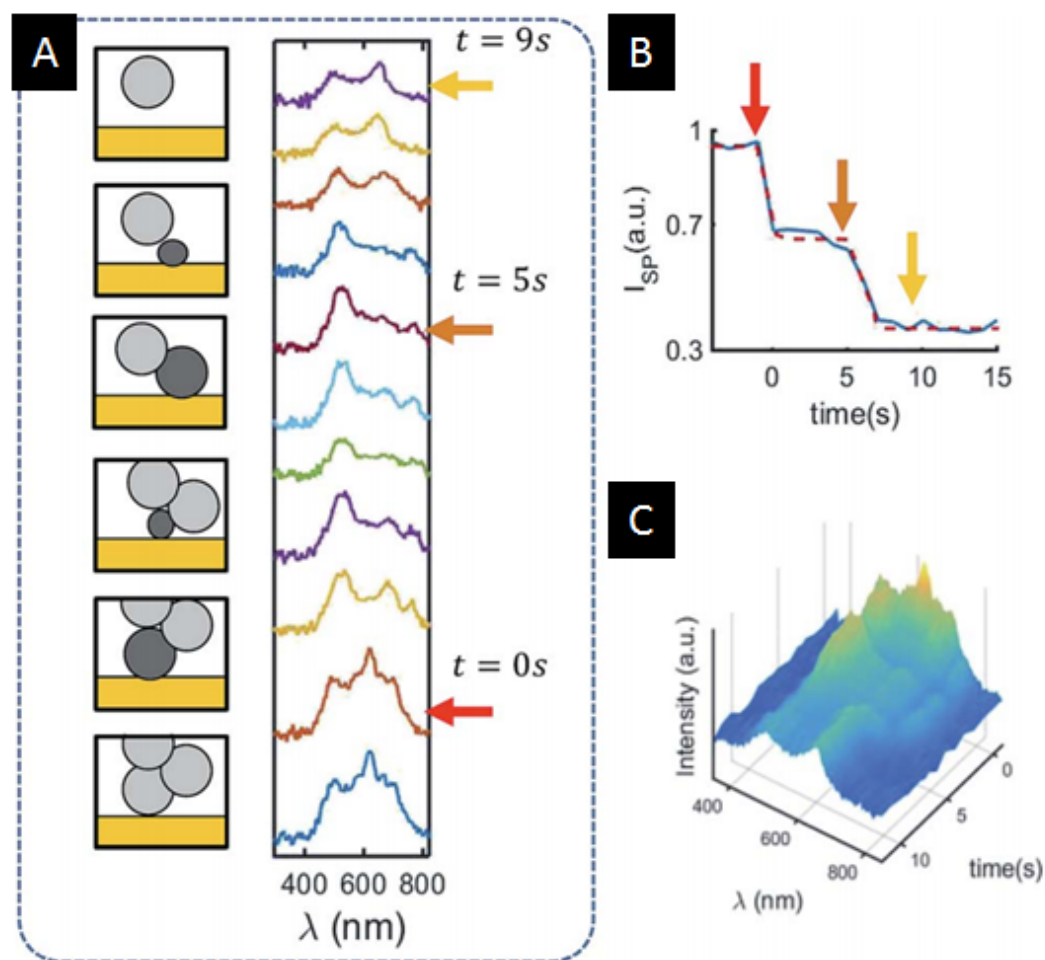 A
t = 9s
t = 5s
t = 0s
400 600 800
λ (nm)
B
1
0.7
0.3
I_SP(a.u.)
0 5 10 15
time(s)
C
Intensity (a.u.)
400
600
800
λ (nm)
0
5
10
time(s)